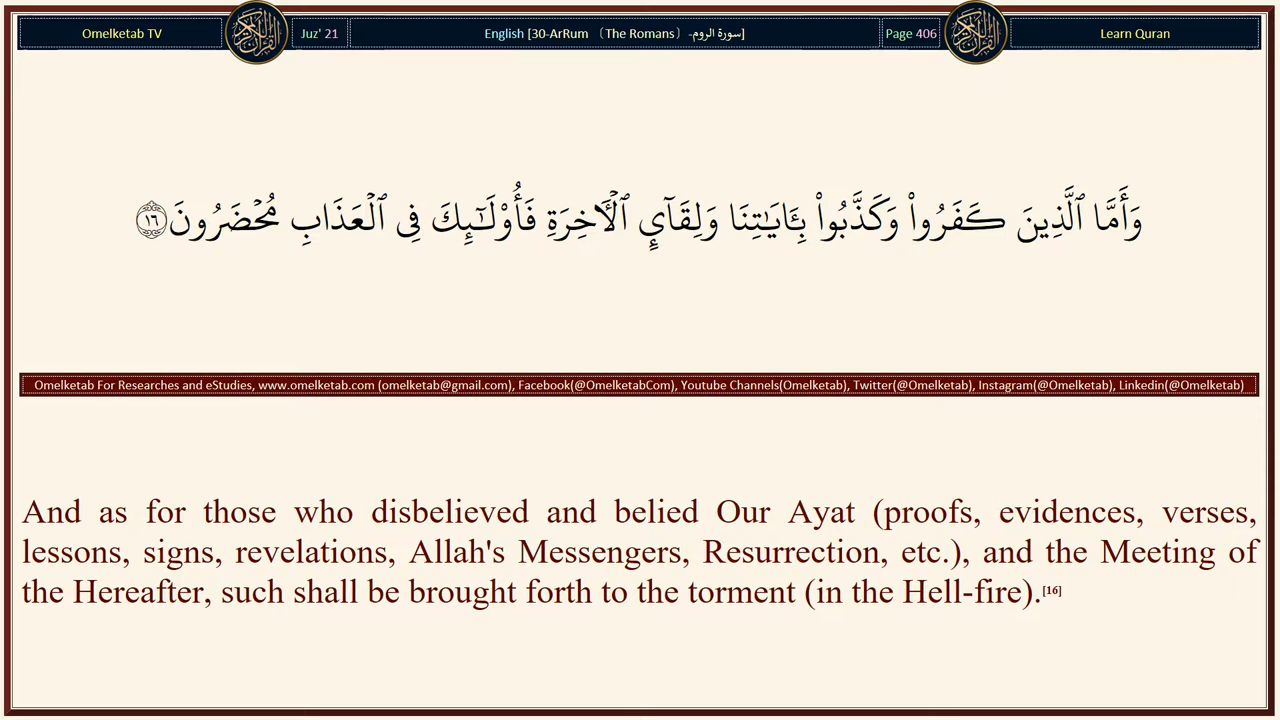 Omelketab TV
Juz' 21
English [30-ArRum 〔The Romans〕-سورة الروم]
Page 406
Learn Quran
وَأَمَّا ٱلَّذِينَ كَفَرُوا۟ وَكَذَّبُوا۟ بِـَٔايَـٰتِنَا وَلِقَآئِ ٱلْـَٔاخِرَةِ فَأُو۟لَـٰٓئِكَ فِى ٱلْعَذَابِ مُحْضَرُونَ ١٦
Omelketab For Researches and eStudies, www.omelketab.com (omelketab@gmail.com), Facebook(@OmelketabCom), Youtube Channels(Omelketab), Twitter(@Omelketab), Instagram(@Omelketab), Linkedin(@Omelketab)
And as for those who disbelieved and belied Our Ayat (proofs, evidences, verses,
lessons, signs, revelations, Allah's Messengers, Resurrection, etc.), and the Meeting of
the Hereafter, such shall be brought forth to the torment (in the Hell-fire).[16]